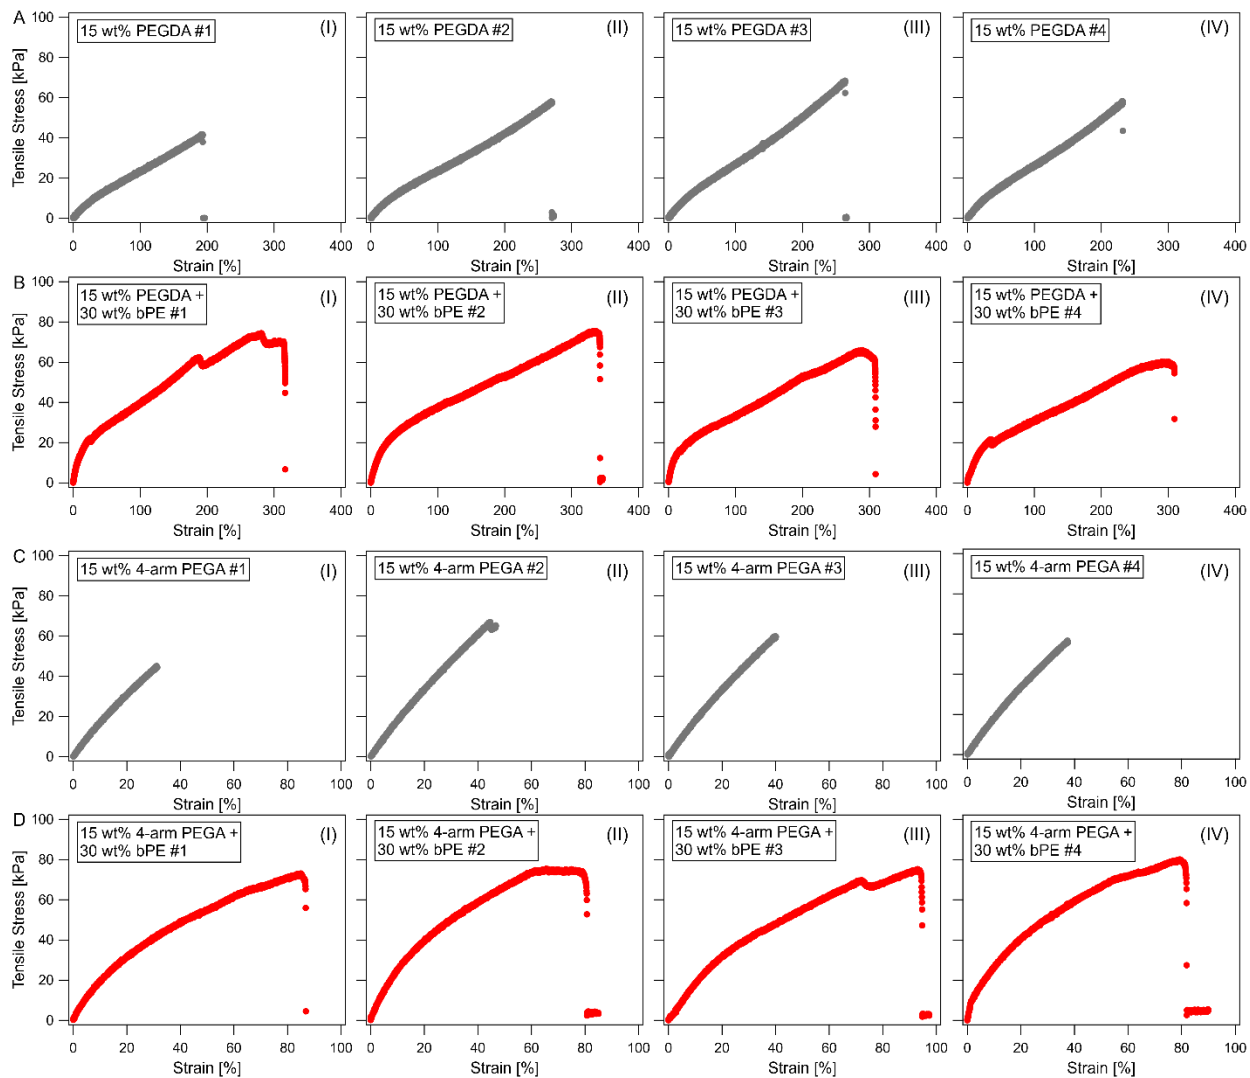 A
Tensile Stress [kPa]
100
80
60
40
20
0
15 wt% PEGDA #1
(I)
0 100 200 300 400
Strain [%]
15 wt% PEGDA #2
(II)
0 100 200 300 400
Strain [%]
15 wt% PEGDA #3
(III)
0 100 200 300 400
Strain [%]
15 wt% PEGDA #4
(IV)
0 100 200 300 400
Strain [%]
B
Tensile Stress [kPa]
100
80
60
40
20
0
15 wt% PEGDA +
30 wt% bPE #1
(I)
0 100 200 300 400
Strain [%]
15 wt% PEGDA +
30 wt% bPE #2
(II)
0 100 200 300 400
Strain [%]
15 wt% PEGDA +
30 wt% bPE #3
(III)
0 100 200 300 400
Strain [%]
15 wt% PEGDA +
30 wt% bPE #4
(IV)
0 100 200 300 400
Strain [%]
C
Tensile Stress [kPa]
100
80
60
40
20
0
15 wt% 4-arm PEGA #1
(I)
0 20 40 60 80 100
Strain [%]
15 wt% 4-arm PEGA #2
(II)
0 20 40 60 80 100
Strain [%]
15 wt% 4-arm PEGA #3
(III)
0 20 40 60 80 100
Strain [%]
15 wt% 4-arm PEGA #4
(IV)
0 20 40 60 80 100
Strain [%]
D
Tensile Stress [kPa]
100
80
60
40
20
0
15 wt% 4-arm PEGA +
30 wt% bPE #1
(I)
0 20 40 60 80 100
Strain [%]
15 wt% 4-arm PEGA +
30 wt% bPE #2
(II)
0 20 40 60 80 100
Strain [%]
15 wt% 4-arm PEGA +
30 wt% bPE #3
(III)
0 20 40 60 80 100
Strain [%]
15 wt% 4-arm PEGA +
30 wt% bPE #4
(IV)
0 20 40 60 80 100
Strain [%]